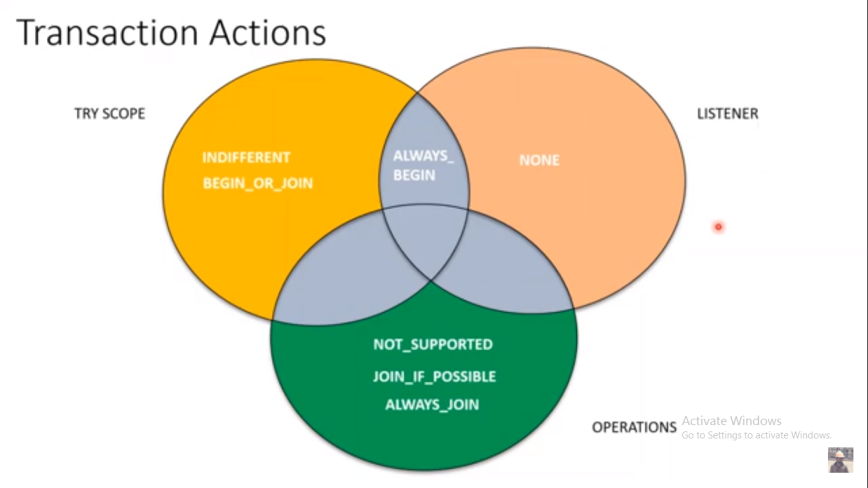 Transaction Actions
TRY SCOPE
LISTENER
INDIFFERENT
BEGIN_OR_JOIN
ALWAYS_
BEGIN
NONE
NOT_SUPPORTED
JOIN_IF_POSSIBLE
ALWAYS_JOIN
OPERATIONS
Activate Windows
Go to Settings to activate Windows.